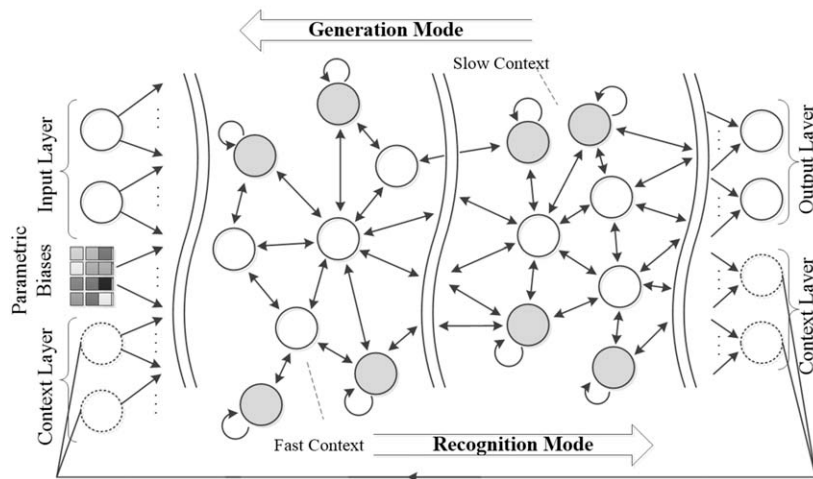 Generation Mode
Slow Context
Input Layer
Parametric
Biases
Context Layer
Output Layer
Context Layer
Fast Context
Recognition Mode